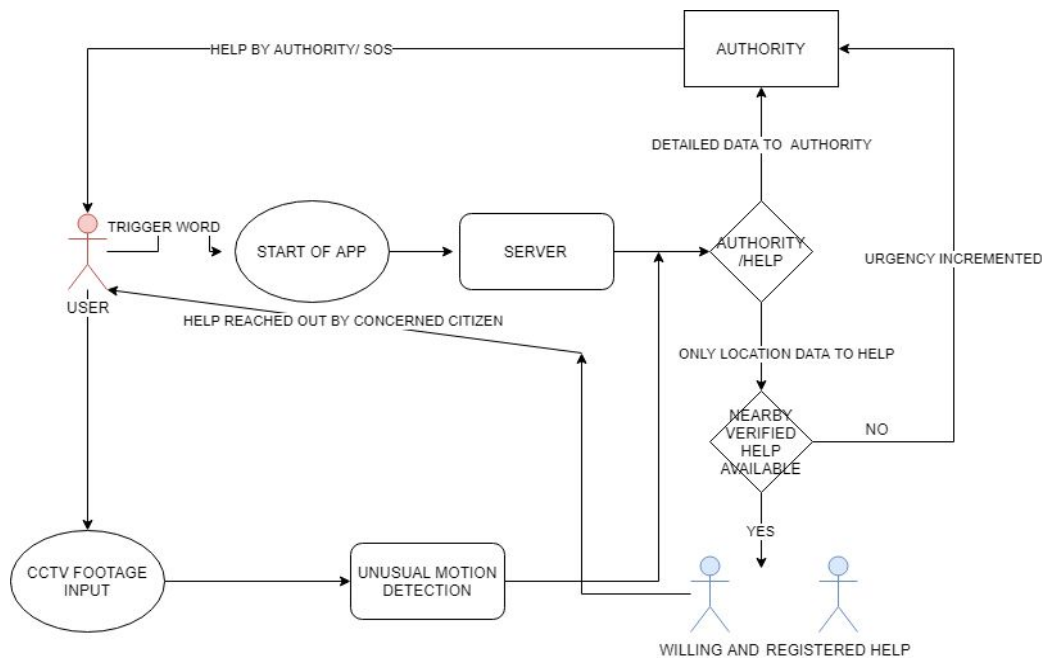 AUTHORITY
HELP BY AUTHORITY/ SOS
DETAILED DATA TO AUTHORITY
TRIGGER WORD
START OF APP
SERVER
AUTHORITY
/HELP
URGENCY INCREMENTED
USER
HELP REACHED OUT BY CONCERNED CITIZEN
ONLY LOCATION DATA TO HELP
NEARBY
VERIFIED
HELP
AVAILABLE
NO
YES
CCTV FOOTAGE
INPUT
UNUSUAL MOTION
DETECTION
WILLING AND REGISTERED HELP